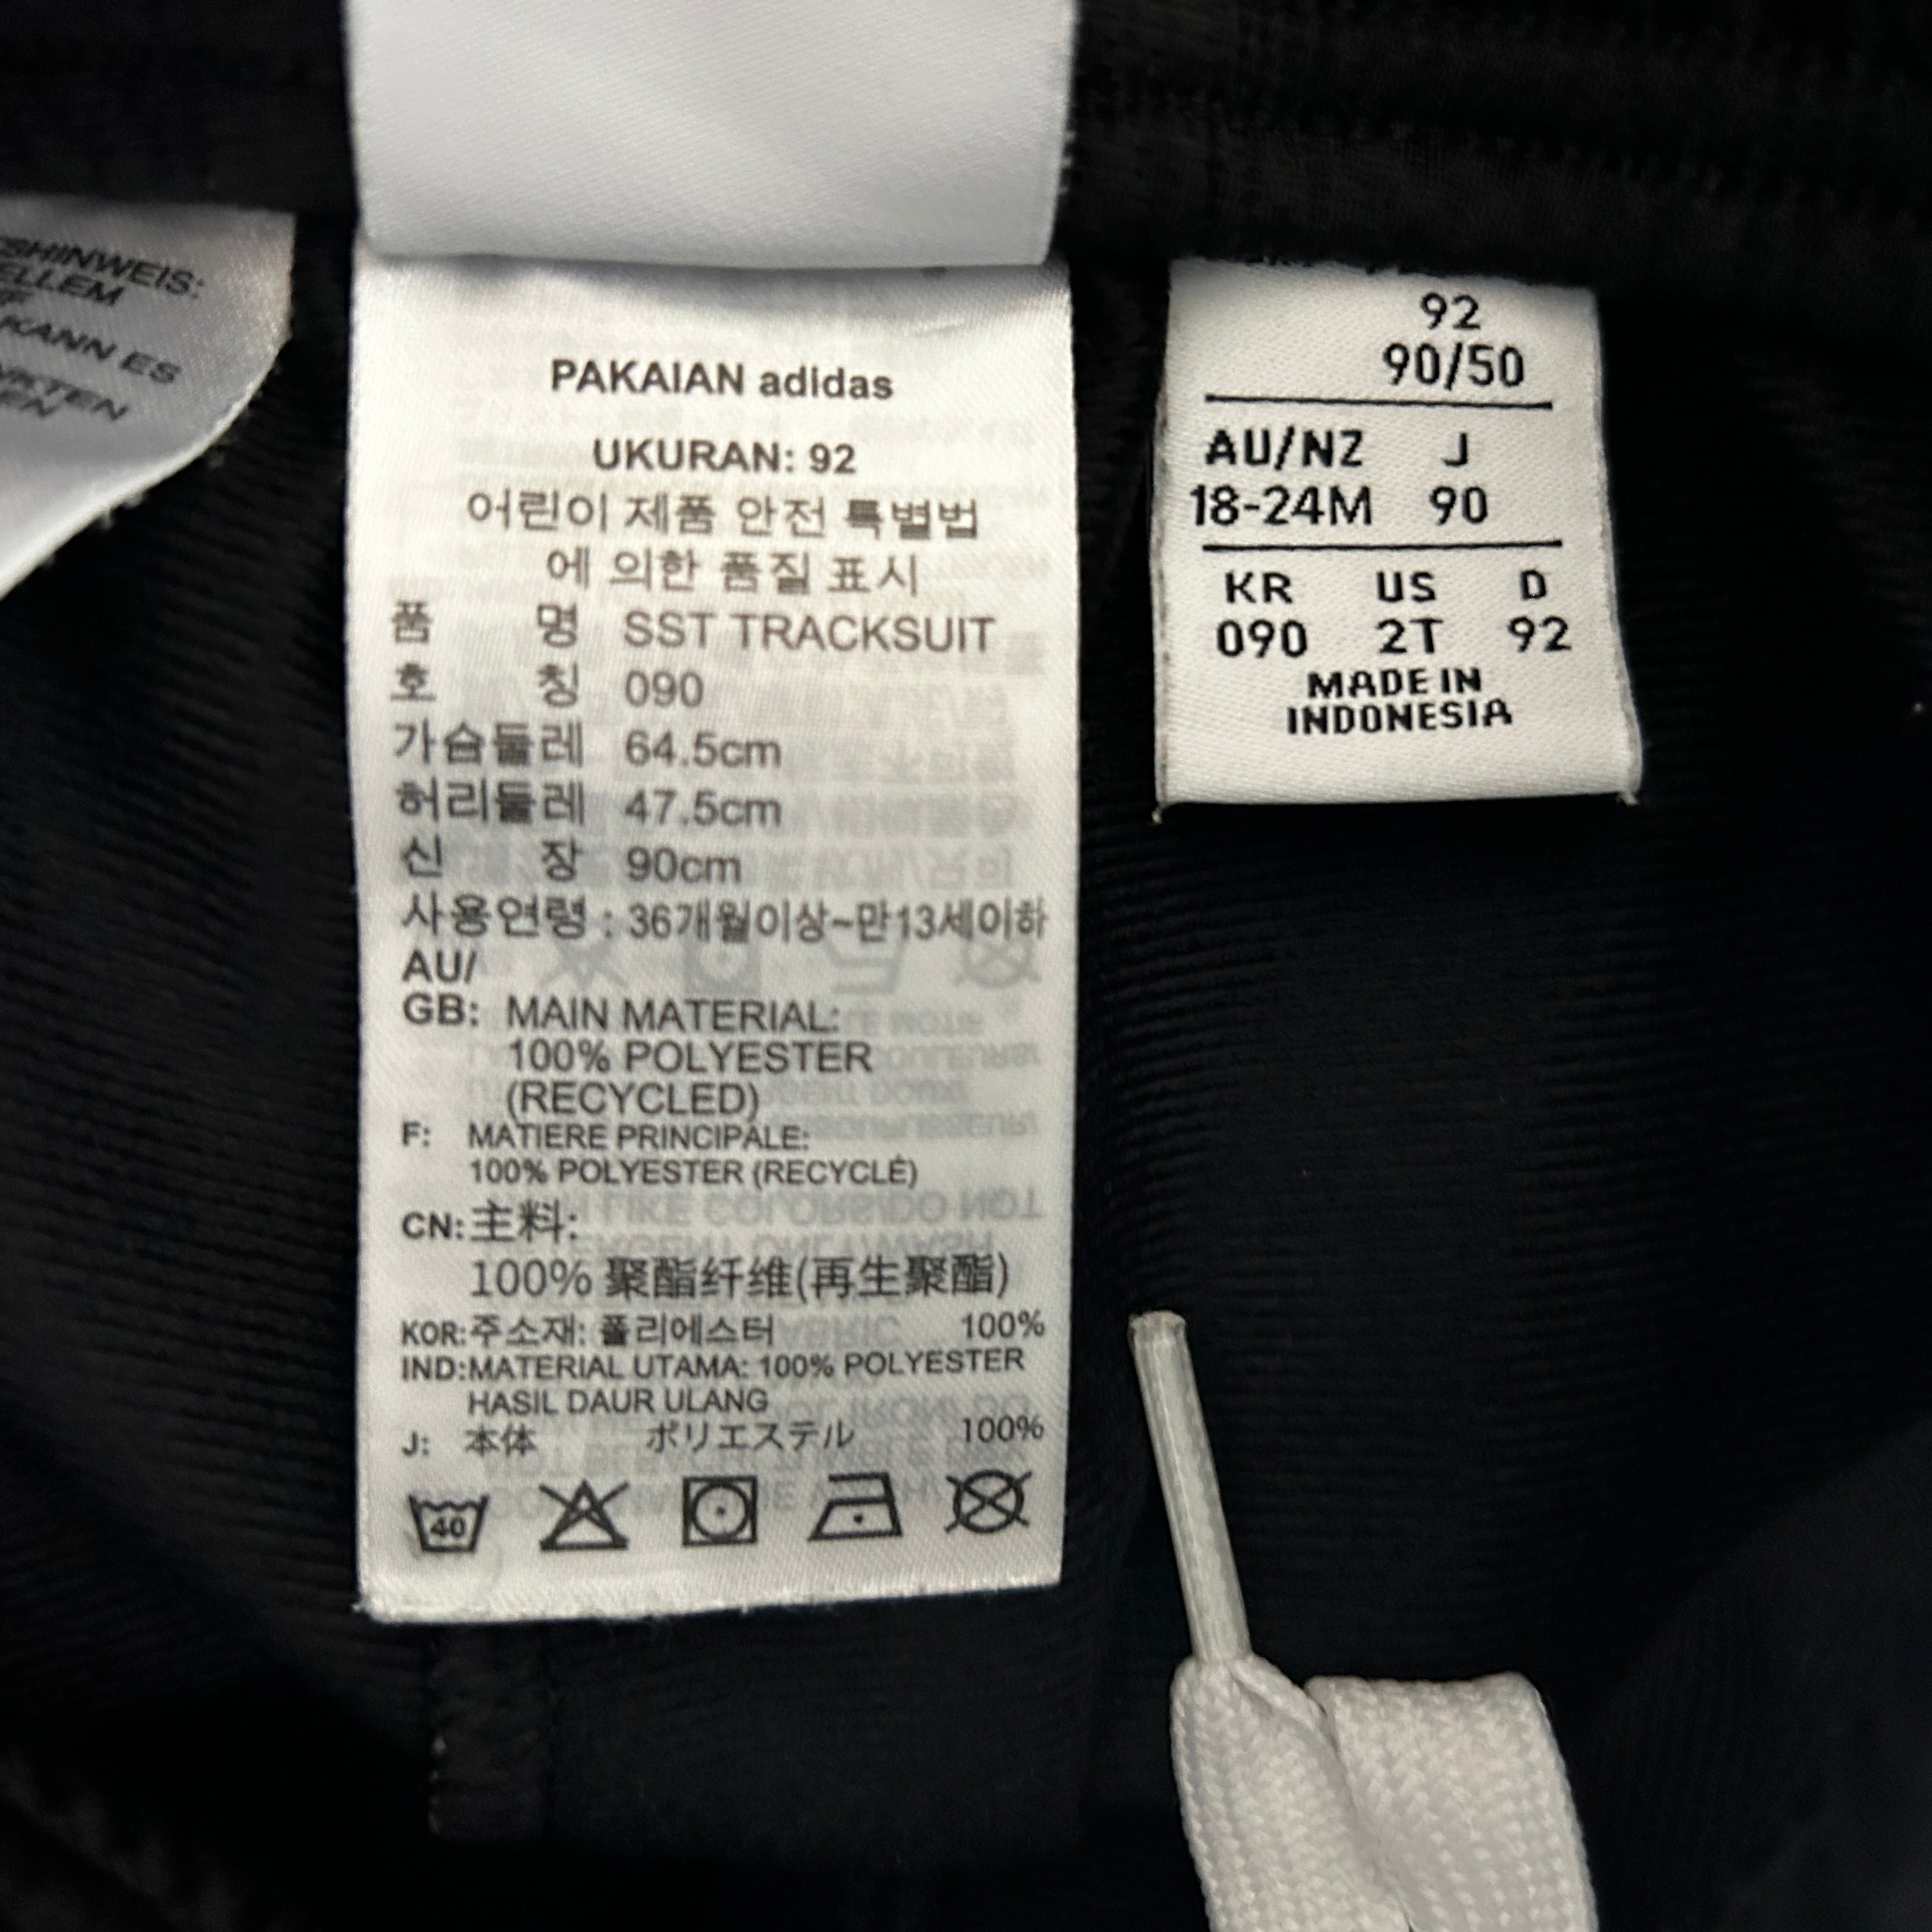 SHINWEIS:
ELLEM
KANN ES
EN
PAKAIAN adidas
UKURAN: 92
어린이 제품 안전 특별법
에 의한 품질 표시
품 명 SST TRACKSUIT
호 칭 090
가슴둘레 64.5cm
허리둘레 47.5cm
신 장 90cm
사용연령 : 36개월이상~만13세이하
AU/
GB: MAIN MATERIAL:
100% POLYESTER
(RECYCLED)
F: MATIERE PRINCIPALE:
100% POLYESTER (RECYCLÉ)
CN: 主料:
100% 聚酯纤维(再生聚酯)
KOR: 주소재: 폴리에스터 100%
IND: MATERIAL UTAMA: 100% POLYESTER
HASIL DAUR ULANG
J: 本体 ポリエステル 100%
40
92
90/50
AU/NZ J
18-24M 90
KR US D
090 2T 92
MADE IN
INDONESIA